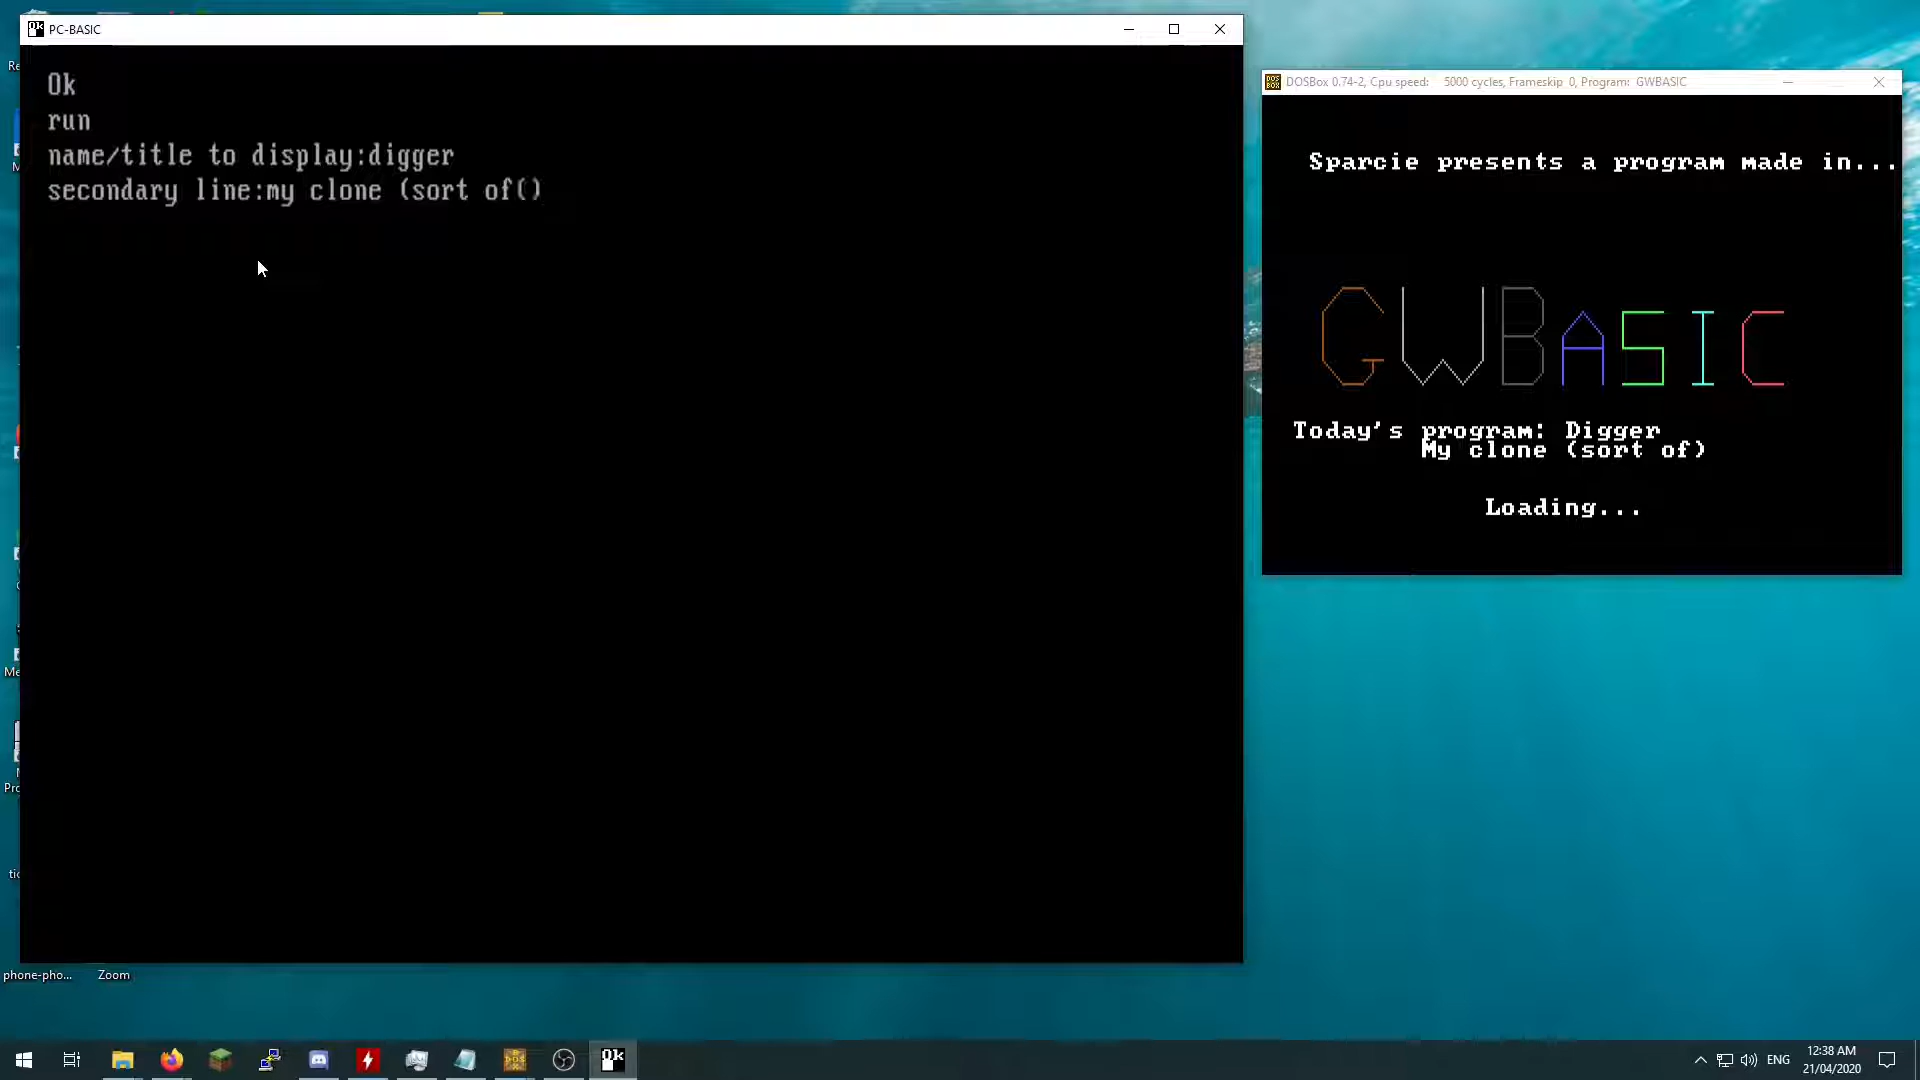 PC-BASIC
Ok
run
name/title to display:digger
secondary line:my clone (sort of()
DOSBox 0.74-2, Cpu speed: 5000 cycles, Frameskip 0, Program: GWBASIC
Sparcie presents a program made in...
GWBASIC
Today's program: Digger
My clone (sort of)
Loading...
phone-pho... Zoom
ENG
12:38 AM
21/04/2020